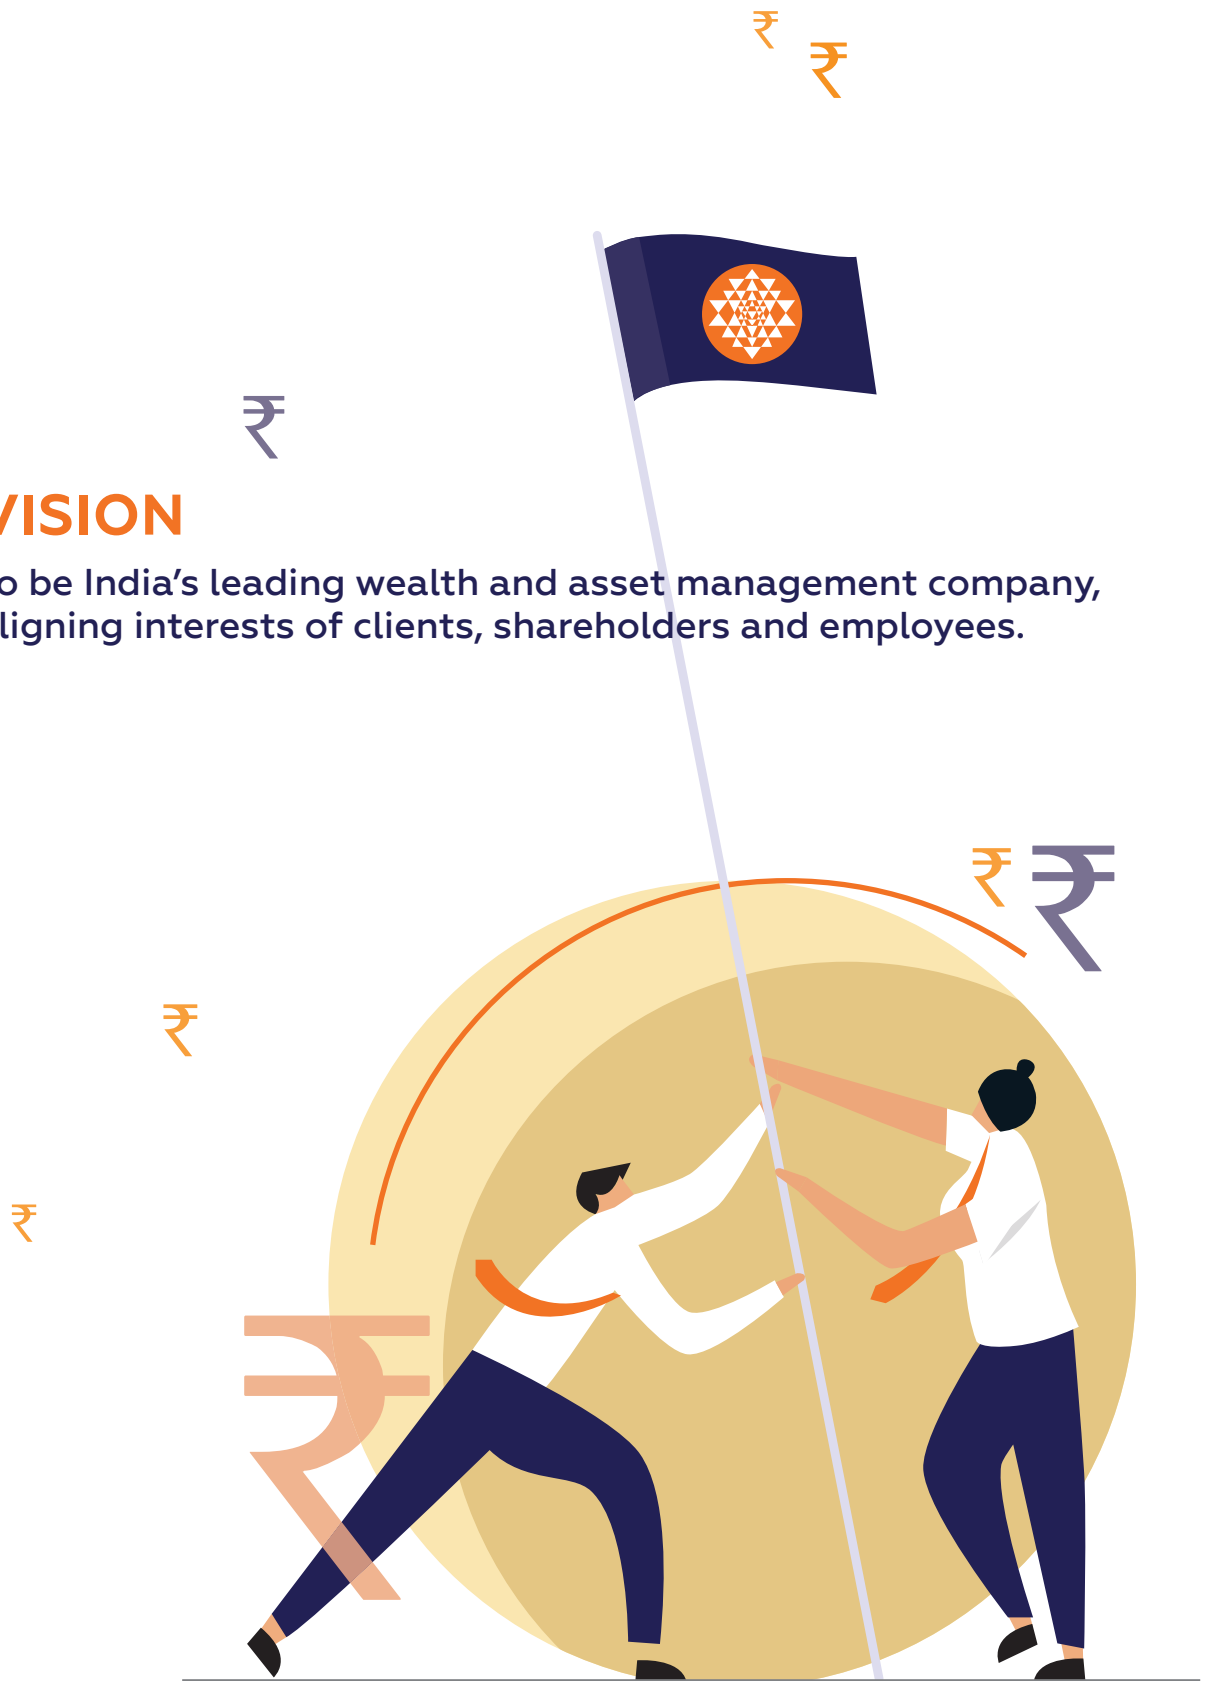 ₹
₹
₹
VISION
o be India's leading wealth and asset management company,
ligning interests of clients, shareholders and employees.
₹ ₹
₹
₹
₹